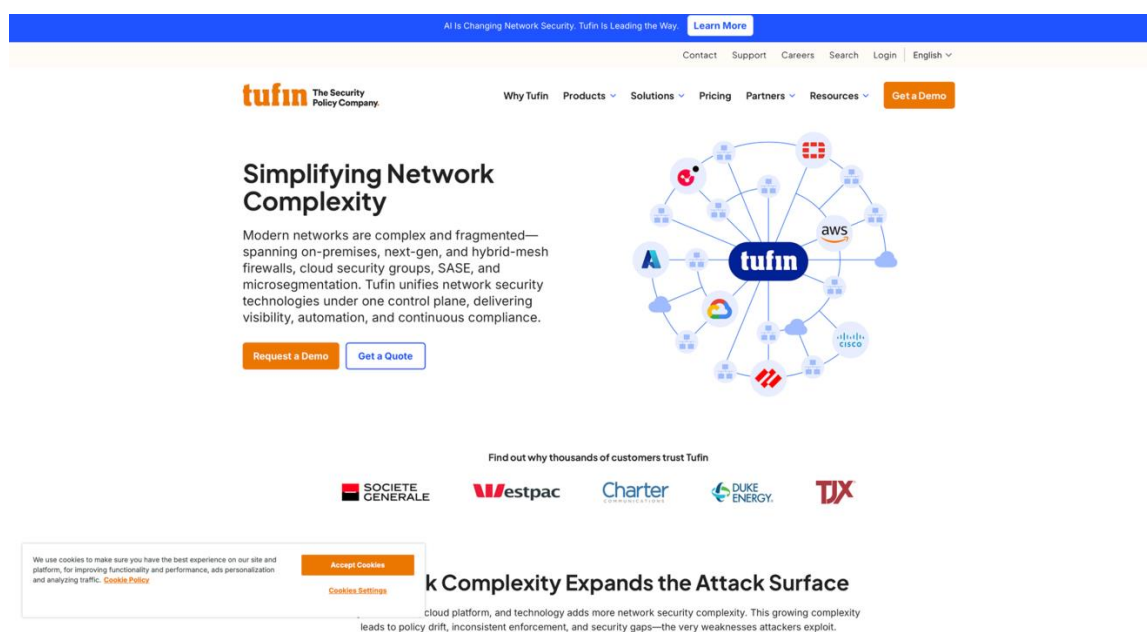 AI Is Changing Network Security. Tufin Is Leading the Way. Learn More
Contact Support Careers Search Login English
tufin The Security
Policy Company.
Why Tufin Products Solutions Pricing Partners Resources Get a Demo
Simplifying Network
Complexity
Modern networks are complex and fragmented—
spanning on-premises, next-gen, and hybrid-mesh
firewalls, cloud security groups, SASE, and
microsegmentation. Tufin unifies network security
technologies under one control plane, delivering
visibility, automation, and continuous compliance.
Request a Demo Get a Quote
aws
tufin
CISCO
Find out why thousands of customers trust Tufin
SOCIETE
GENERALE
Westpac
Charter
COMMUNICATIONS
DUKE
ENERGY.
TJX
We use cookies to make sure you have the best experience on our site and
platform, for improving functionality and performance, ads personalization
and analyzing traffic. Cookie Policy
Accept Cookies
Cookies Settings
k Complexity Expands the Attack Surface
cloud platform, and technology adds more network security complexity. This growing complexity
leads to policy drift, inconsistent enforcement, and security gaps—the very weaknesses attackers exploit.